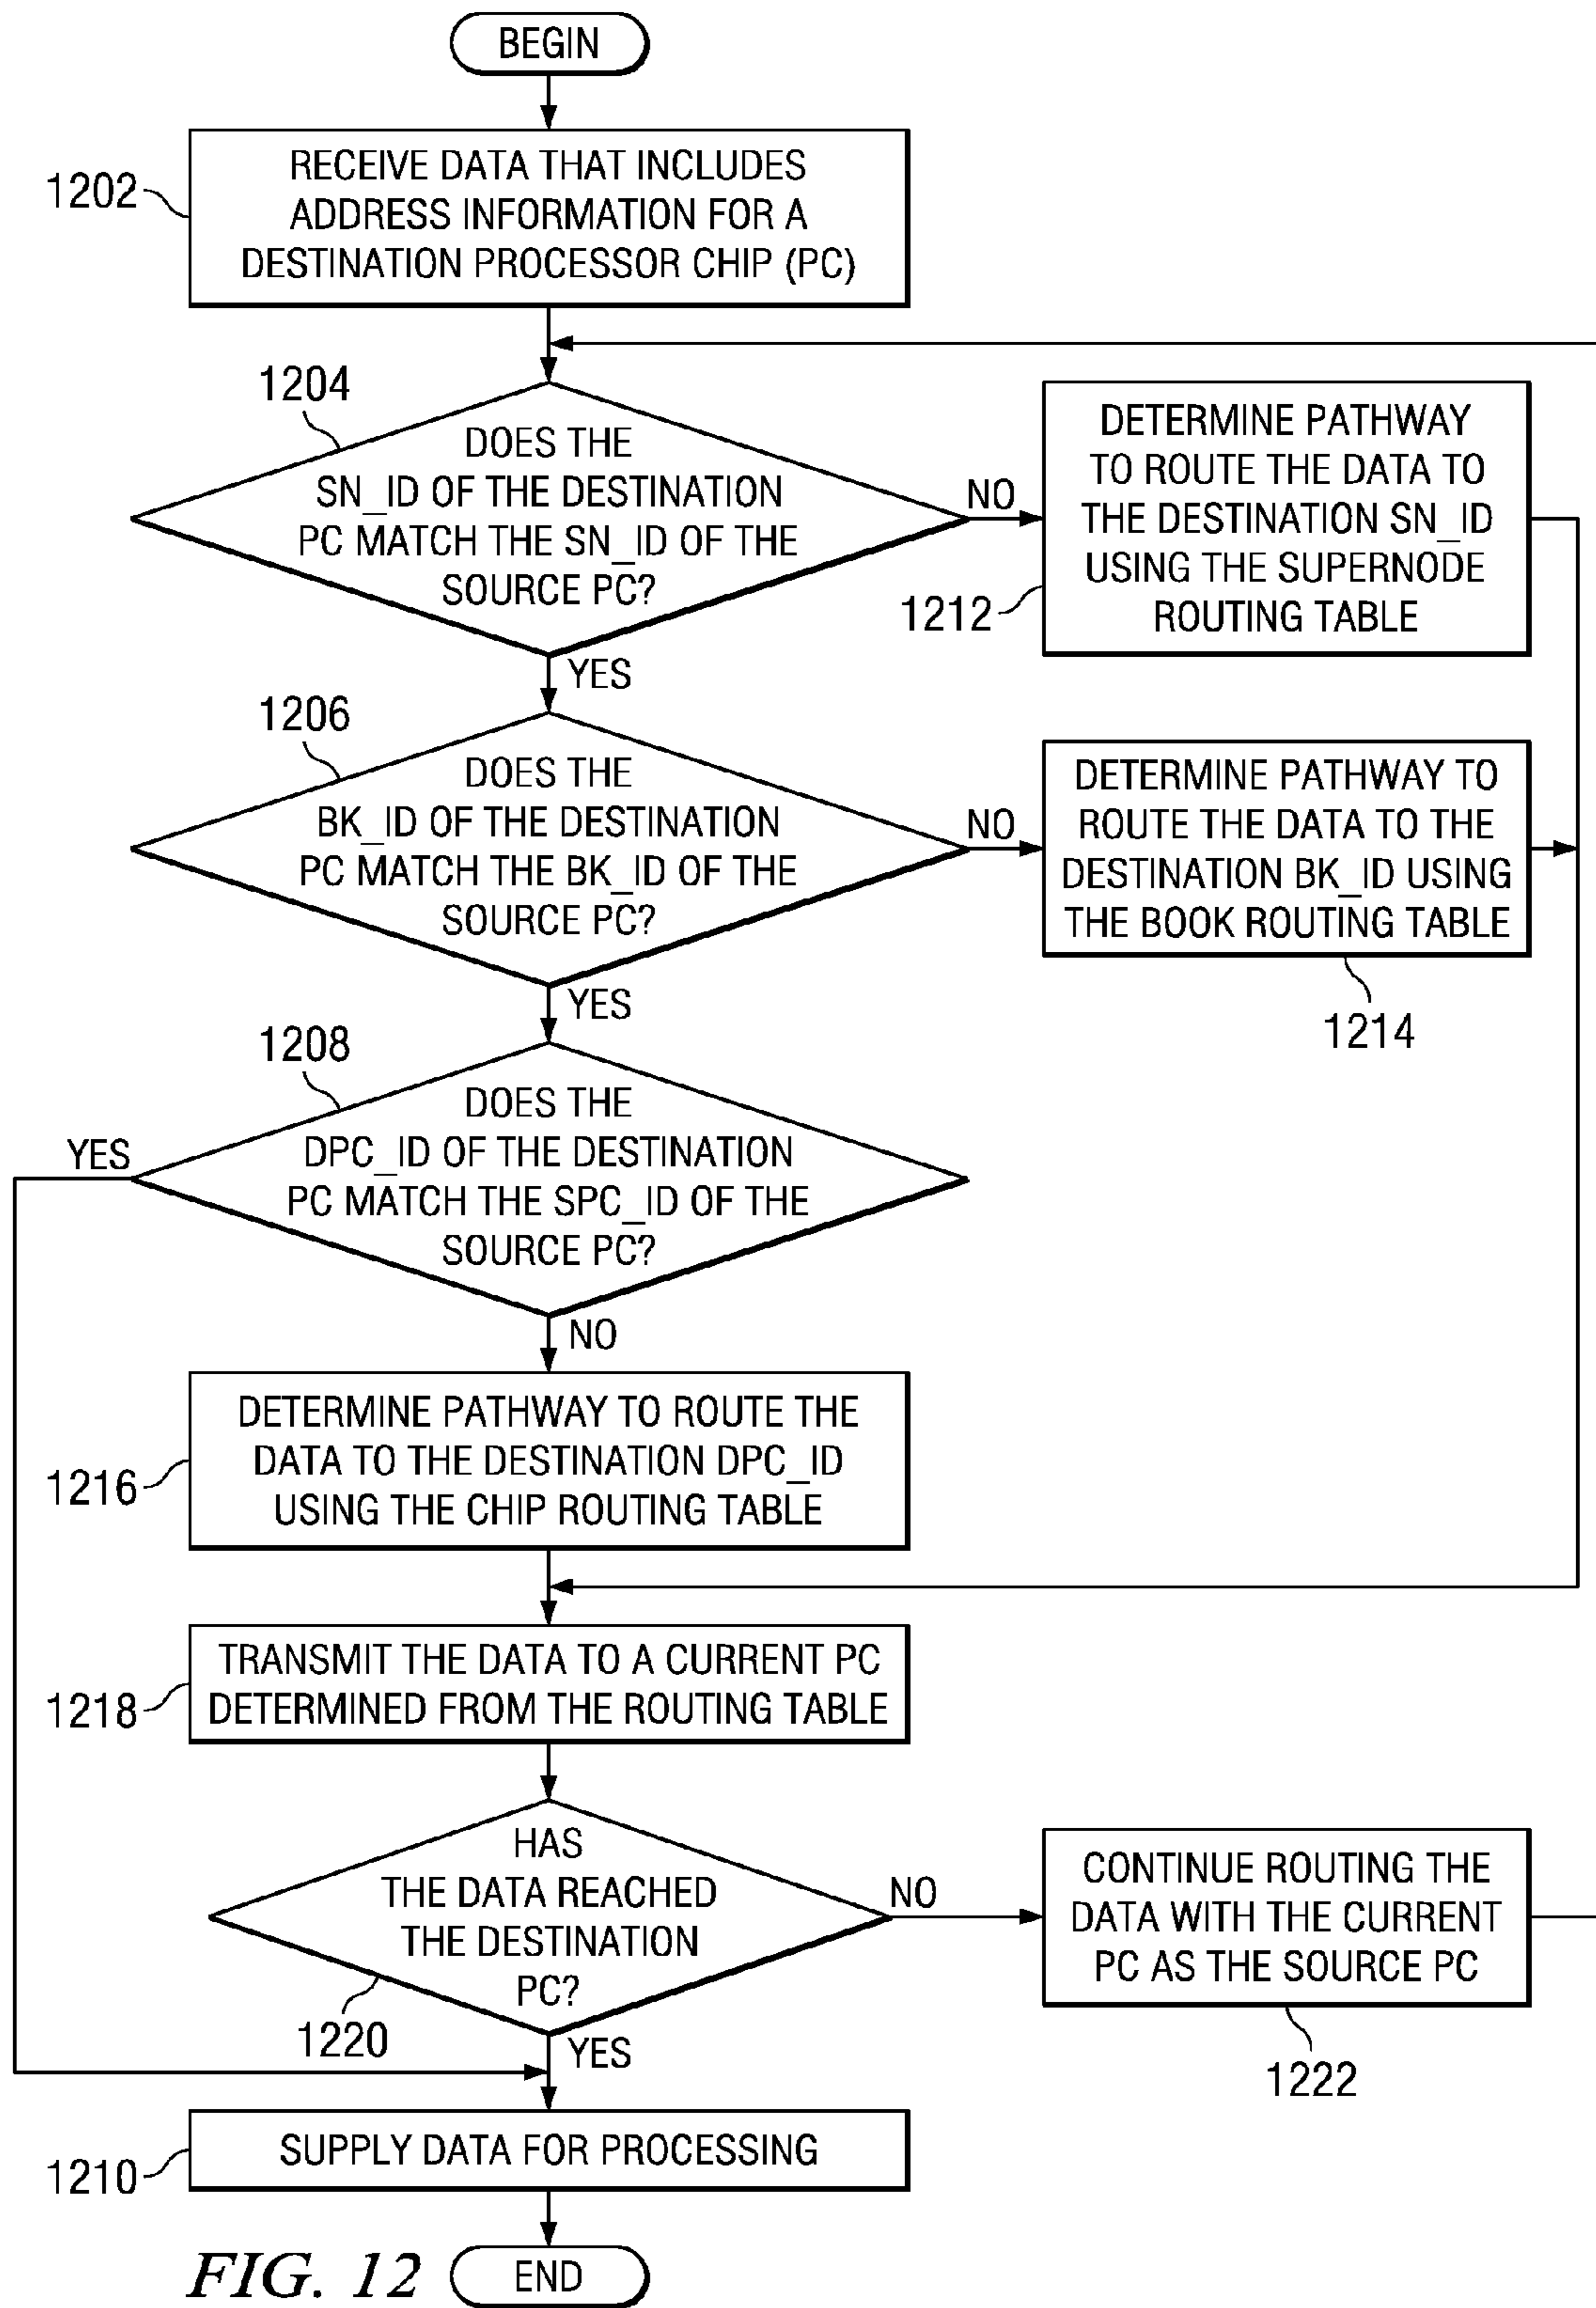 BEGIN
1202
RECEIVE DATA THAT INCLUDES
ADDRESS INFORMATION FOR A
DESTINATION PROCESSOR CHIP (PC)
1204
DOES THE
SN_ID OF THE DESTINATION
PC MATCH THE SN_ID OF THE
SOURCE PC?
NO
YES
1212
DETERMINE PATHWAY
TO ROUTE THE DATA TO
THE DESTINATION SN_ID
USING THE SUPERNODE
ROUTING TABLE
1206
DOES THE
BK_ID OF THE DESTINATION
PC MATCH THE BK_ID OF THE
SOURCE PC?
NO
YES
DETERMINE PATHWAY TO
ROUTE THE DATA TO THE
DESTINATION BK_ID USING
THE BOOK ROUTING TABLE
1214
1208
DOES THE
DPC_ID OF THE DESTINATION
PC MATCH THE SPC_ID OF THE
SOURCE PC?
YES
NO
1216
DETERMINE PATHWAY TO ROUTE THE
DATA TO THE DESTINATION DPC_ID
USING THE CHIP ROUTING TABLE
1218
TRANSMIT THE DATA TO A CURRENT PC
DETERMINED FROM THE ROUTING TABLE
HAS
THE DATA REACHED
THE DESTINATION
PC?
1220
NO
YES
CONTINUE ROUTING THE
DATA WITH THE CURRENT
PC AS THE SOURCE PC
1222
1210
SUPPLY DATA FOR PROCESSING
FIG. 12
END